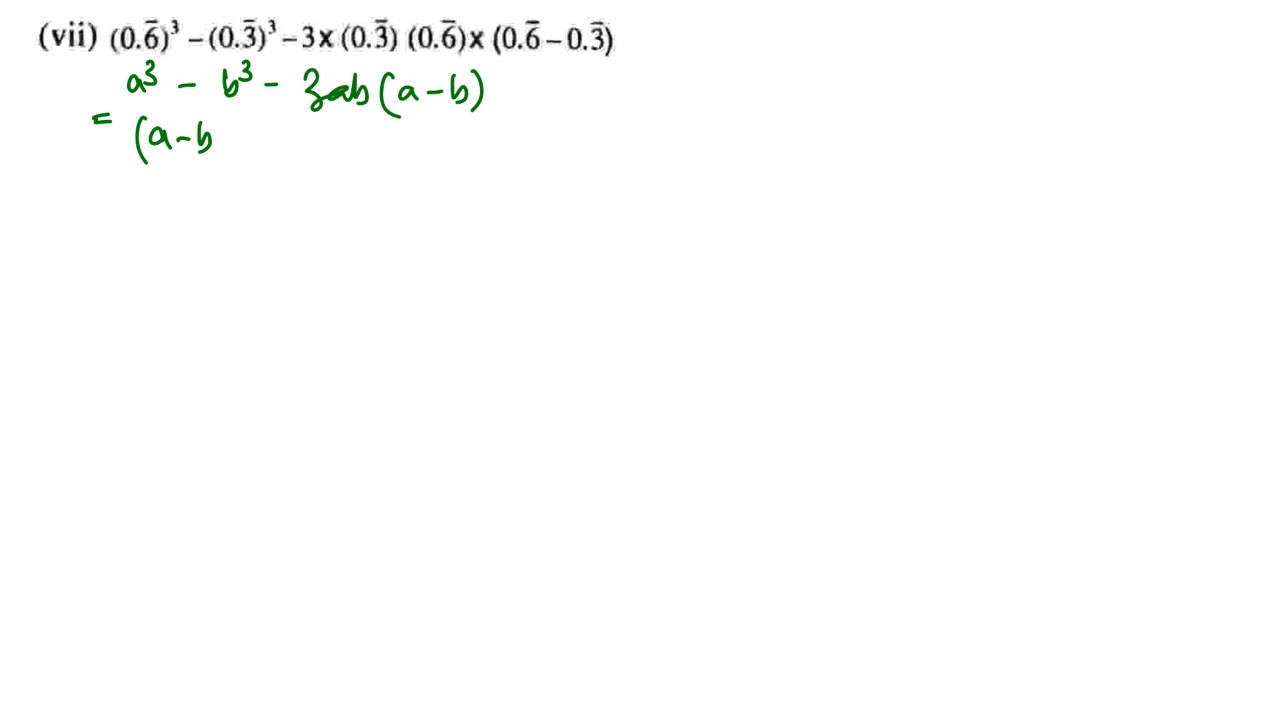 (vii) (0.6̅)³ – (0.3̅)³ – 3 x (0.3̅) (0.6̅) x (0.6̅ – 0.3̅)
a³ - b³ - 3ab(a-b)
= (a-b